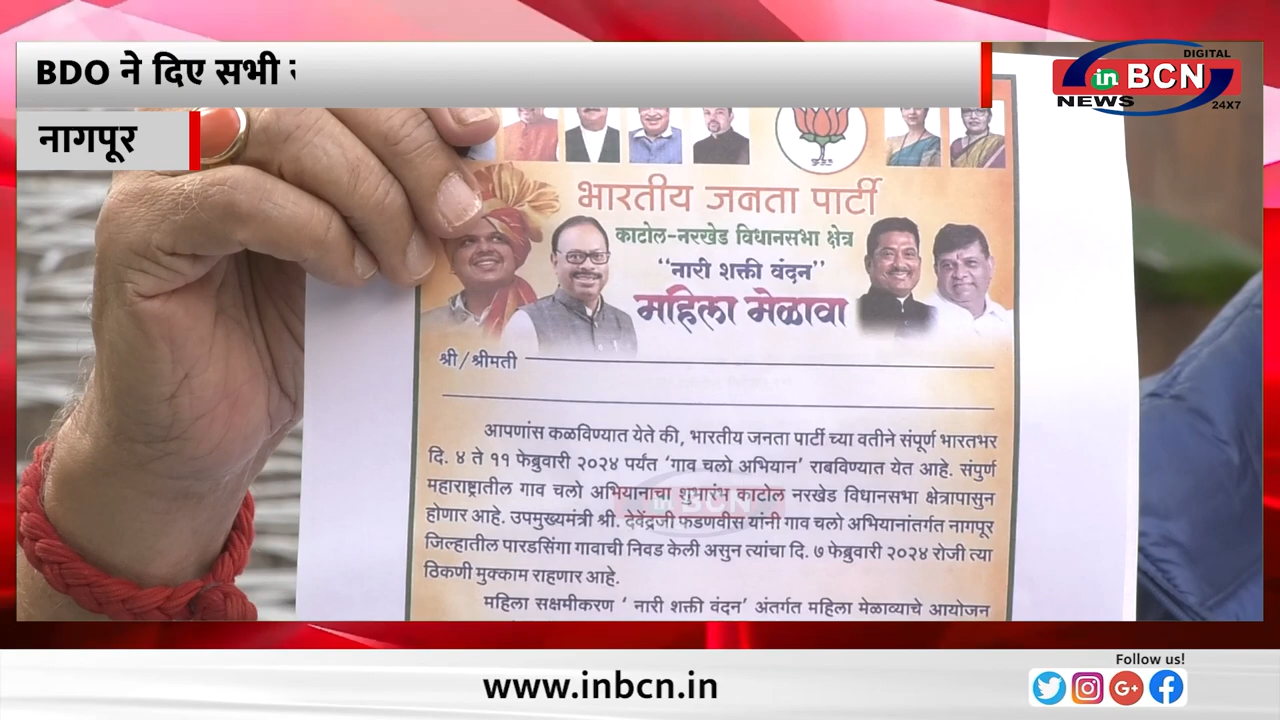 BDO ने दिए सभी
DIGITAL
in BCN
NEWS 24X7
नागपूर
भारतीय जनता पार्टी
काटोल-नरखेड विधानसभा क्षेत्र
"नारी शक्ती वंदन"
महिला मेळावा
श्री/श्रीमती
आपणांस कळविण्यात येते की, भारतीय जनता पार्टी च्या वतीने संपूर्ण भारतभर
दि. ४ ते ११ फेब्रुवारी २०२४ पर्यंत 'गाव चलो अभियान' राबविण्यात येत आहे. संपुर्ण
महाराष्ट्रातील गाव चलो अभियानाचा शुभारंभ काटोल नरखेड विधानसभा क्षेत्रापासुन
होणार आहे. उपमुख्यमंत्री श्री. देवेंद्रजी फडणवीस यांनी गाव चलो अभियानांतर्गत नागपूर
जिल्हातील पारडसिंगा गावाची निवड केली असुन त्यांचा दि. ७ फेब्रुवारी २०२४ रोजी त्या
ठिकणी मुक्काम राहणार आहे.
महिला सक्षमीकरण ' नारी शक्ती वंदन' अंतर्गत महिला मेळाव्याचे आयोजन
Follow us!
www.inbcn.in